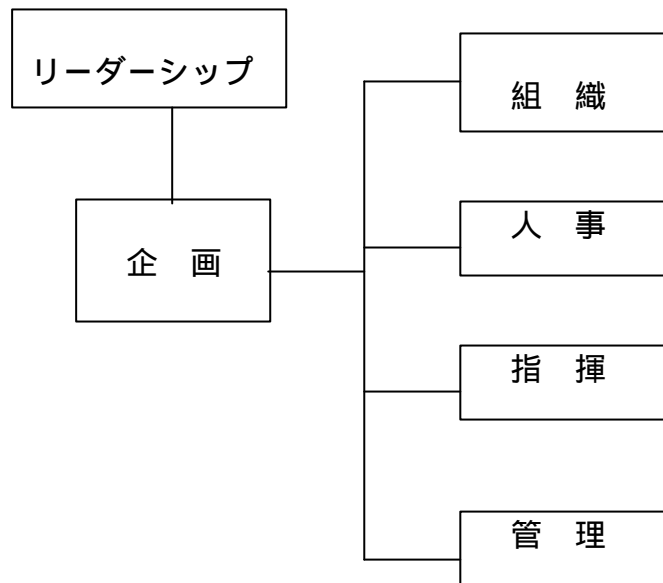 リーダーシップ
企　画
組　織
人　事
指　揮
管　理